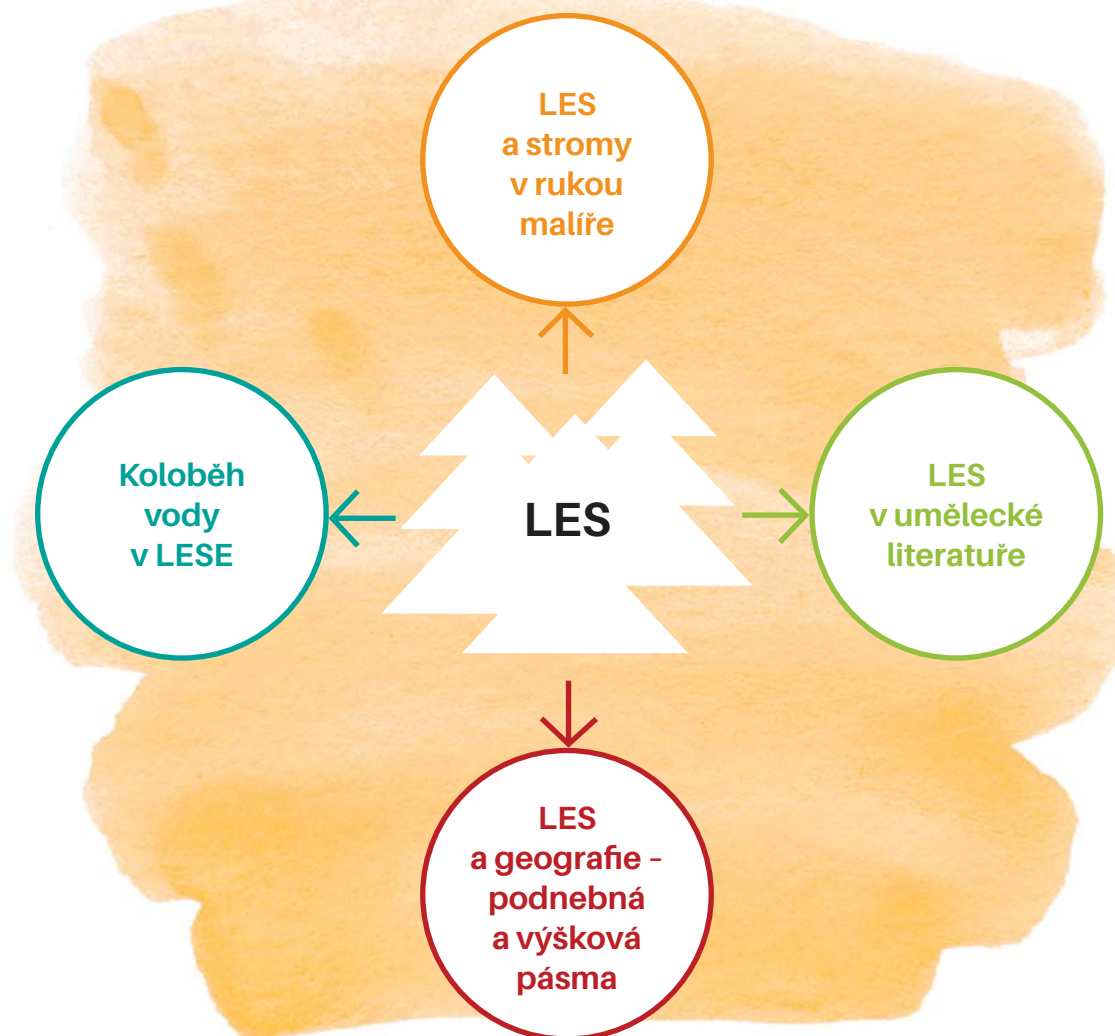 LES
a stromy
v rukou
malíře
Koloběh
vody
v LESE
LES
LES
v umělecké
literatuře
LES
a geografie –
podnebná
a výšková
pásma